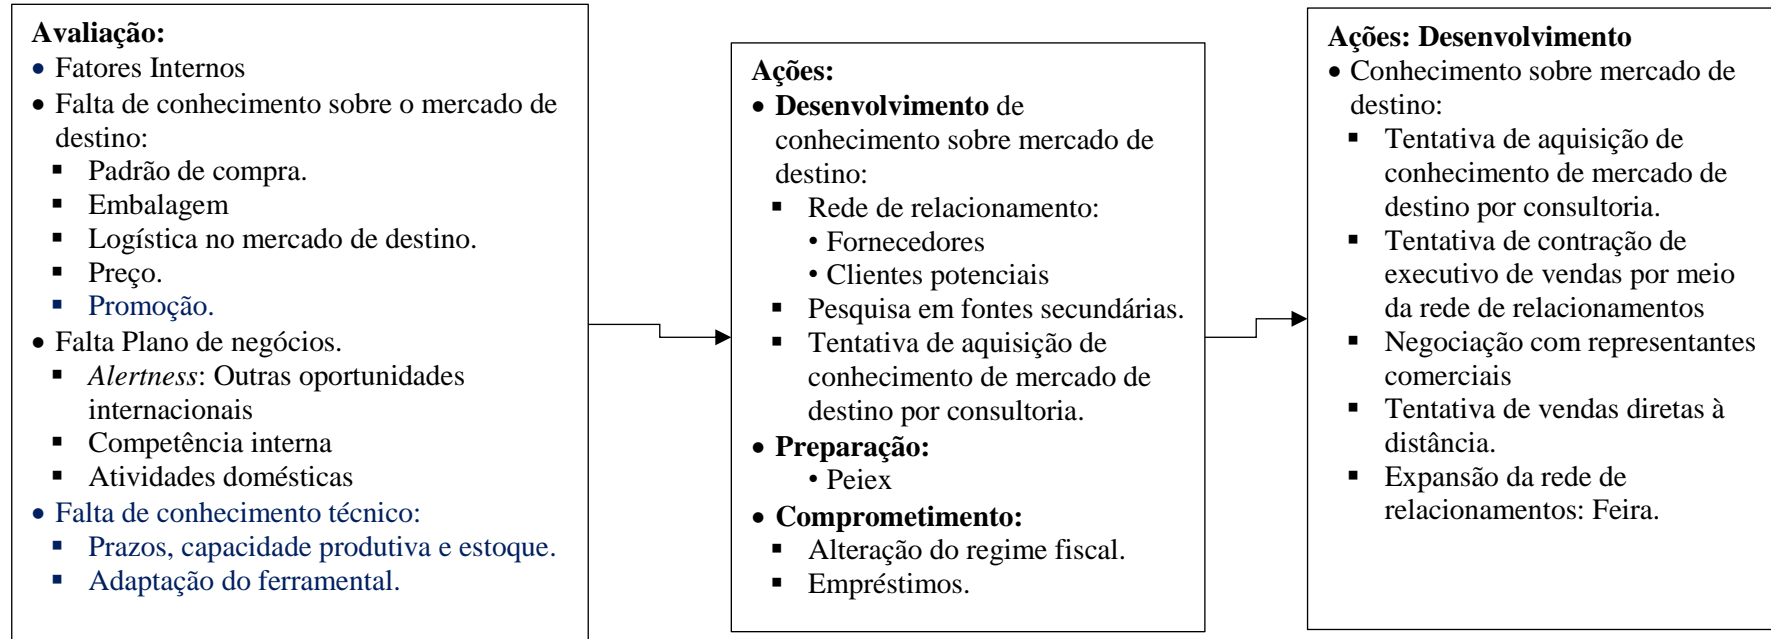 Avaliação:
• Fatores Internos
• Falta de conhecimento sobre o mercado de
destino:
▪ Padrão de compra.
▪ Embalagem
▪ Logística no mercado de destino.
▪ Preço.
▪ Promoção.
• Falta Plano de negócios.
▪ Alertness: Outras oportunidades
internacionais
▪ Competência interna
▪ Atividades domésticas
• Falta de conhecimento técnico:
▪ Prazos, capacidade produtiva e estoque.
▪ Adaptação do ferramental.
Ações:
• Desenvolvimento de
conhecimento sobre mercado de
destino:
▪ Rede de relacionamento:
• Fornecedores
• Clientes potenciais
▪ Pesquisa em fontes secundárias.
▪ Tentativa de aquisição de
conhecimento de mercado de
destino por consultoria.
• Preparação:
• Peiex
• Comprometimento:
▪ Alteração do regime fiscal.
▪ Empréstimos.
Ações: Desenvolvimento
• Conhecimento sobre mercado de
destino:
▪ Tentativa de aquisição de
conhecimento de mercado de
destino por consultoria.
▪ Tentativa de contração de
executivo de vendas por meio
da rede de relacionamentos
▪ Negociação com representantes
comerciais
▪ Tentativa de vendas diretas à
distância.
▪ Expansão da rede de
relacionamentos: Feira.